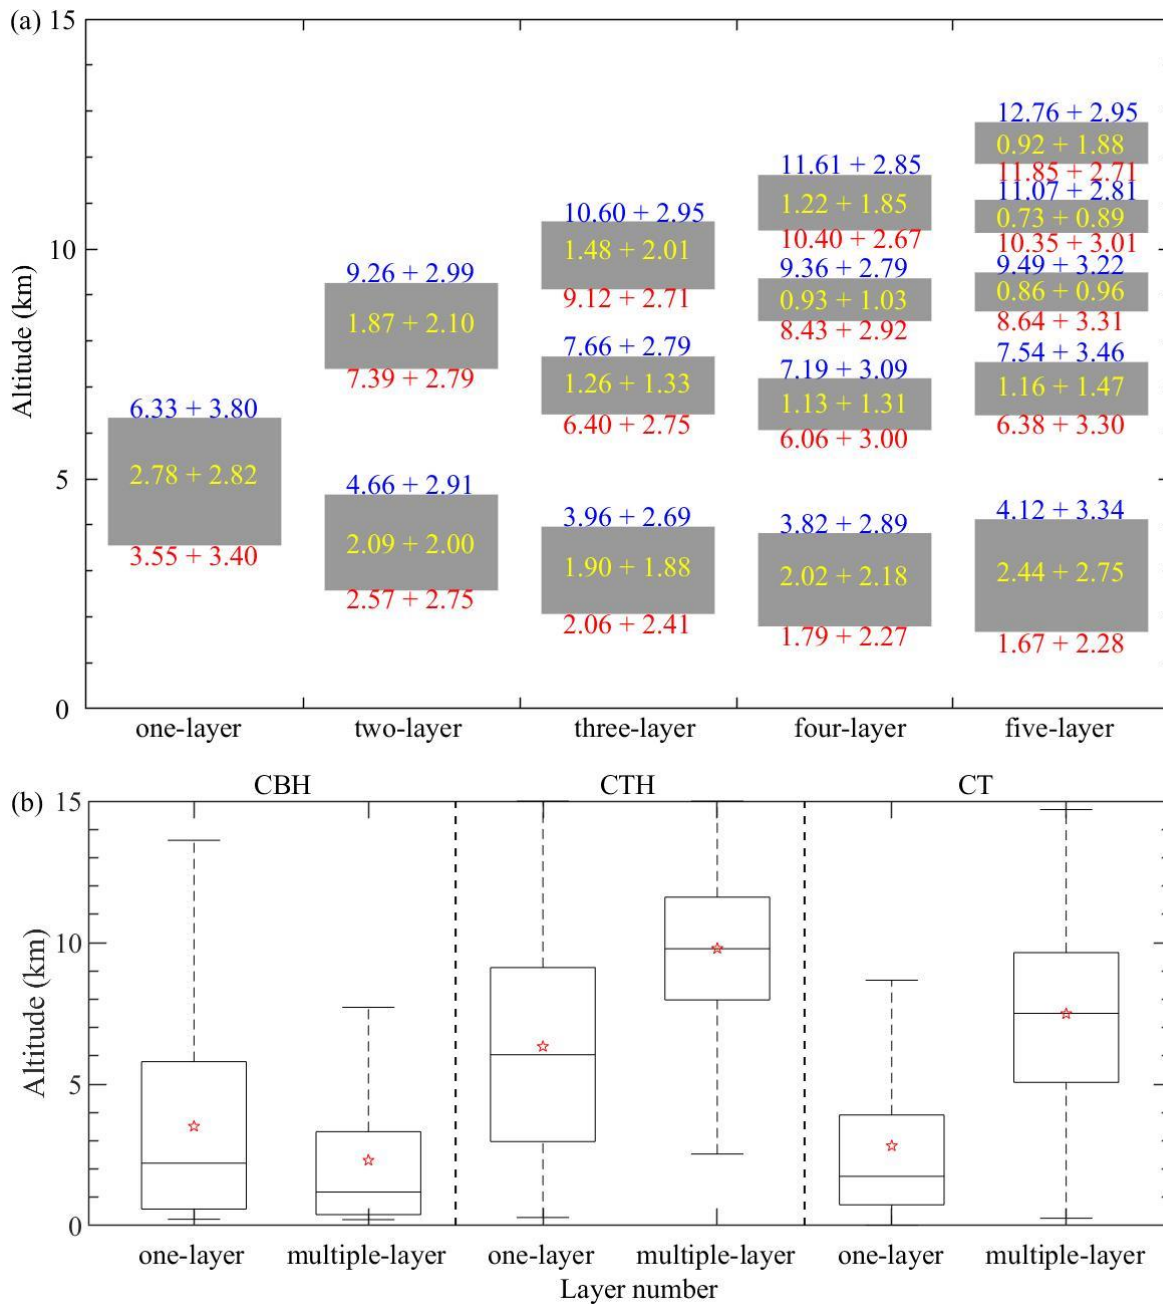 (a)
15
10
5
0
Altitude (km)
6.33 + 3.80
2.78 + 2.82
3.55 + 3.40
9.26 + 2.99
1.87 + 2.10
7.39 + 2.79
4.66 + 2.91
2.09 + 2.00
2.57 + 2.75
10.60 + 2.95
1.48 + 2.01
9.12 + 2.71
7.66 + 2.79
1.26 + 1.33
6.40 + 2.75
3.96 + 2.69
1.90 + 1.88
2.06 + 2.41
11.61 + 2.85
1.22 + 1.85
10.40 + 2.67
9.36 + 2.79
0.93 + 1.03
8.43 + 2.92
7.19 + 3.09
1.13 + 1.31
6.06 + 3.00
3.82 + 2.89
2.02 + 2.18
1.79 + 2.27
12.76 + 2.95
0.92 + 1.88
11.85 + 2.71
11.07 + 2.81
0.73 + 0.89
10.35 + 3.01
9.49 + 3.22
0.86 + 0.96
8.64 + 3.31
7.54 + 3.46
1.16 + 1.47
6.38 + 3.30
4.12 + 3.34
2.44 + 2.75
1.67 + 2.28
one-layer two-layer three-layer four-layer five-layer
(b)
CBH CTH CT
15
10
5
0
Altitude (km)
one-layer multiple-layer one-layer multiple-layer one-layer multiple-layer
Layer number